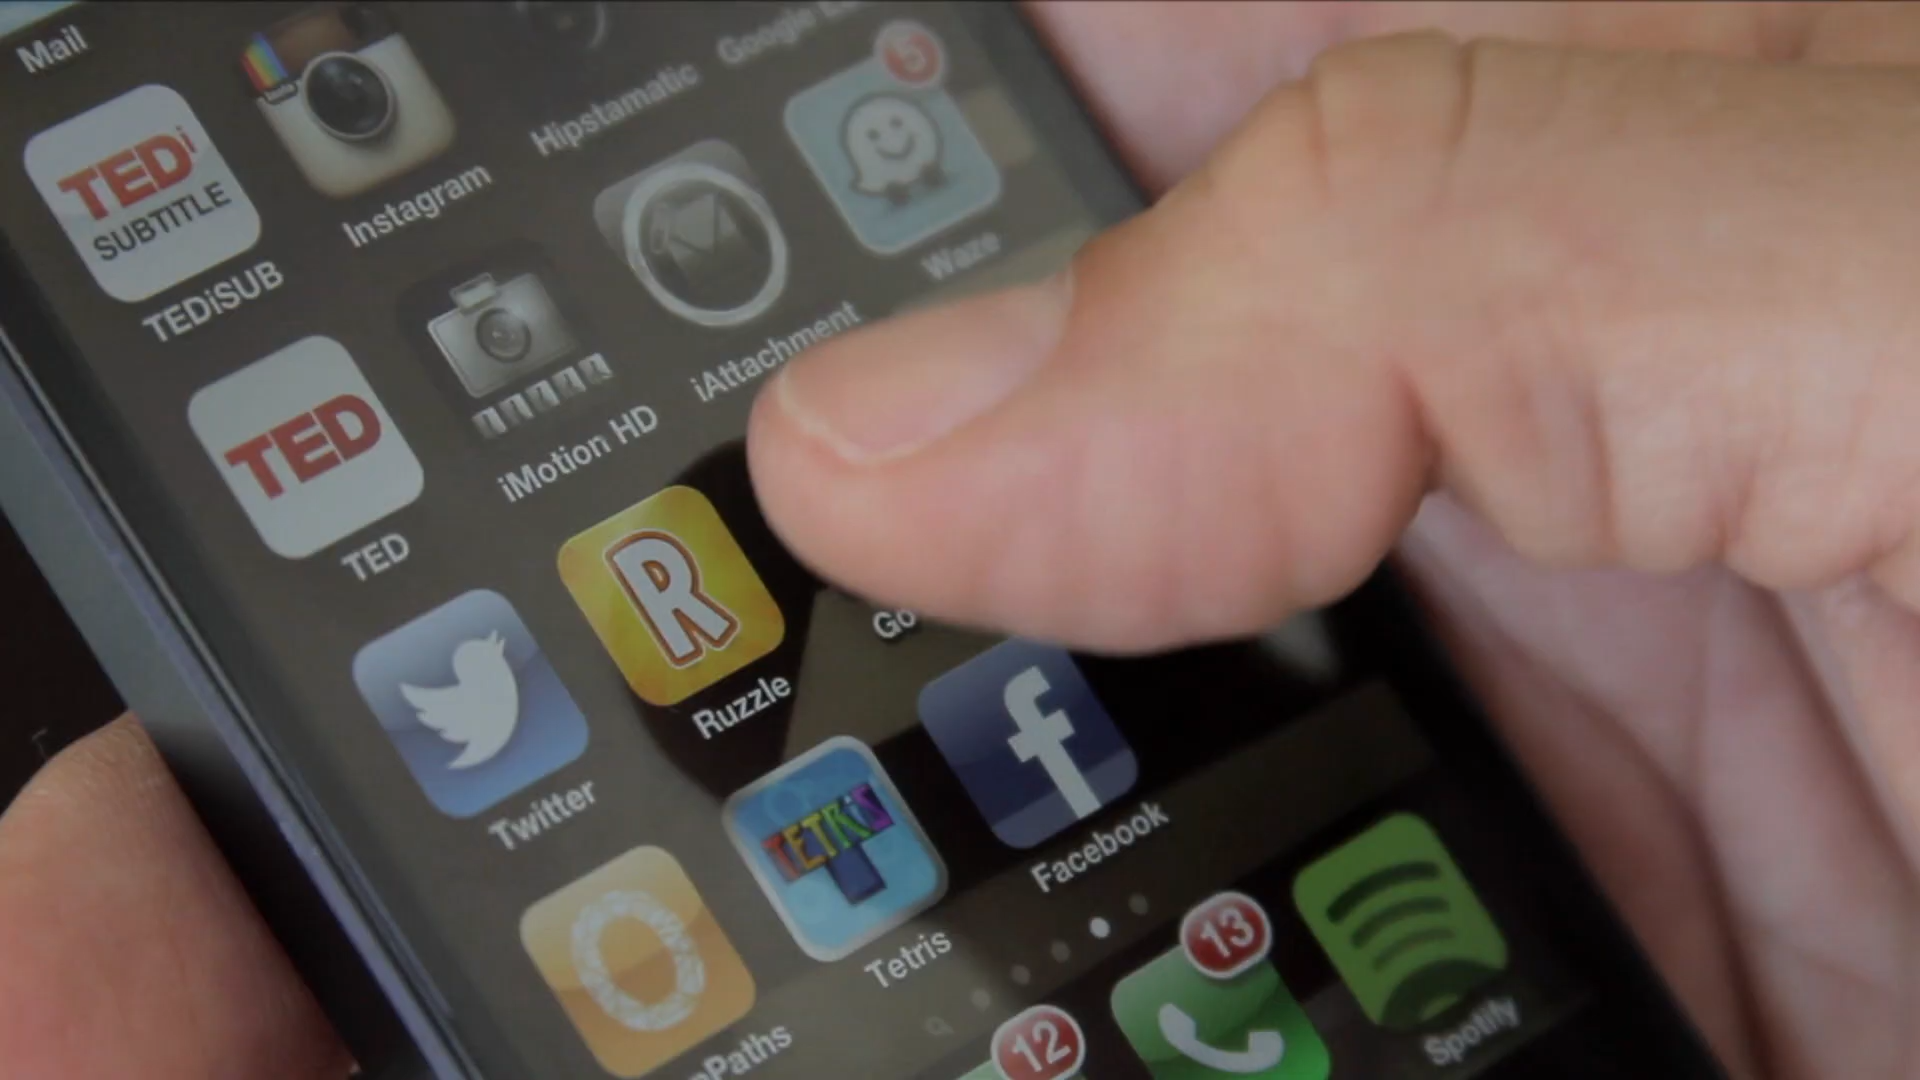 Mail
Instagram
Hipstamatic
Google
5
TEDi
SUBTITLE
TEDiSUB
iMotion HD
iAttachment
Waze
TED
TED
R
Ruzzle
Go
Twitter
TETRIS
Tetris
f
Facebook
Paths
12
13
Spotify